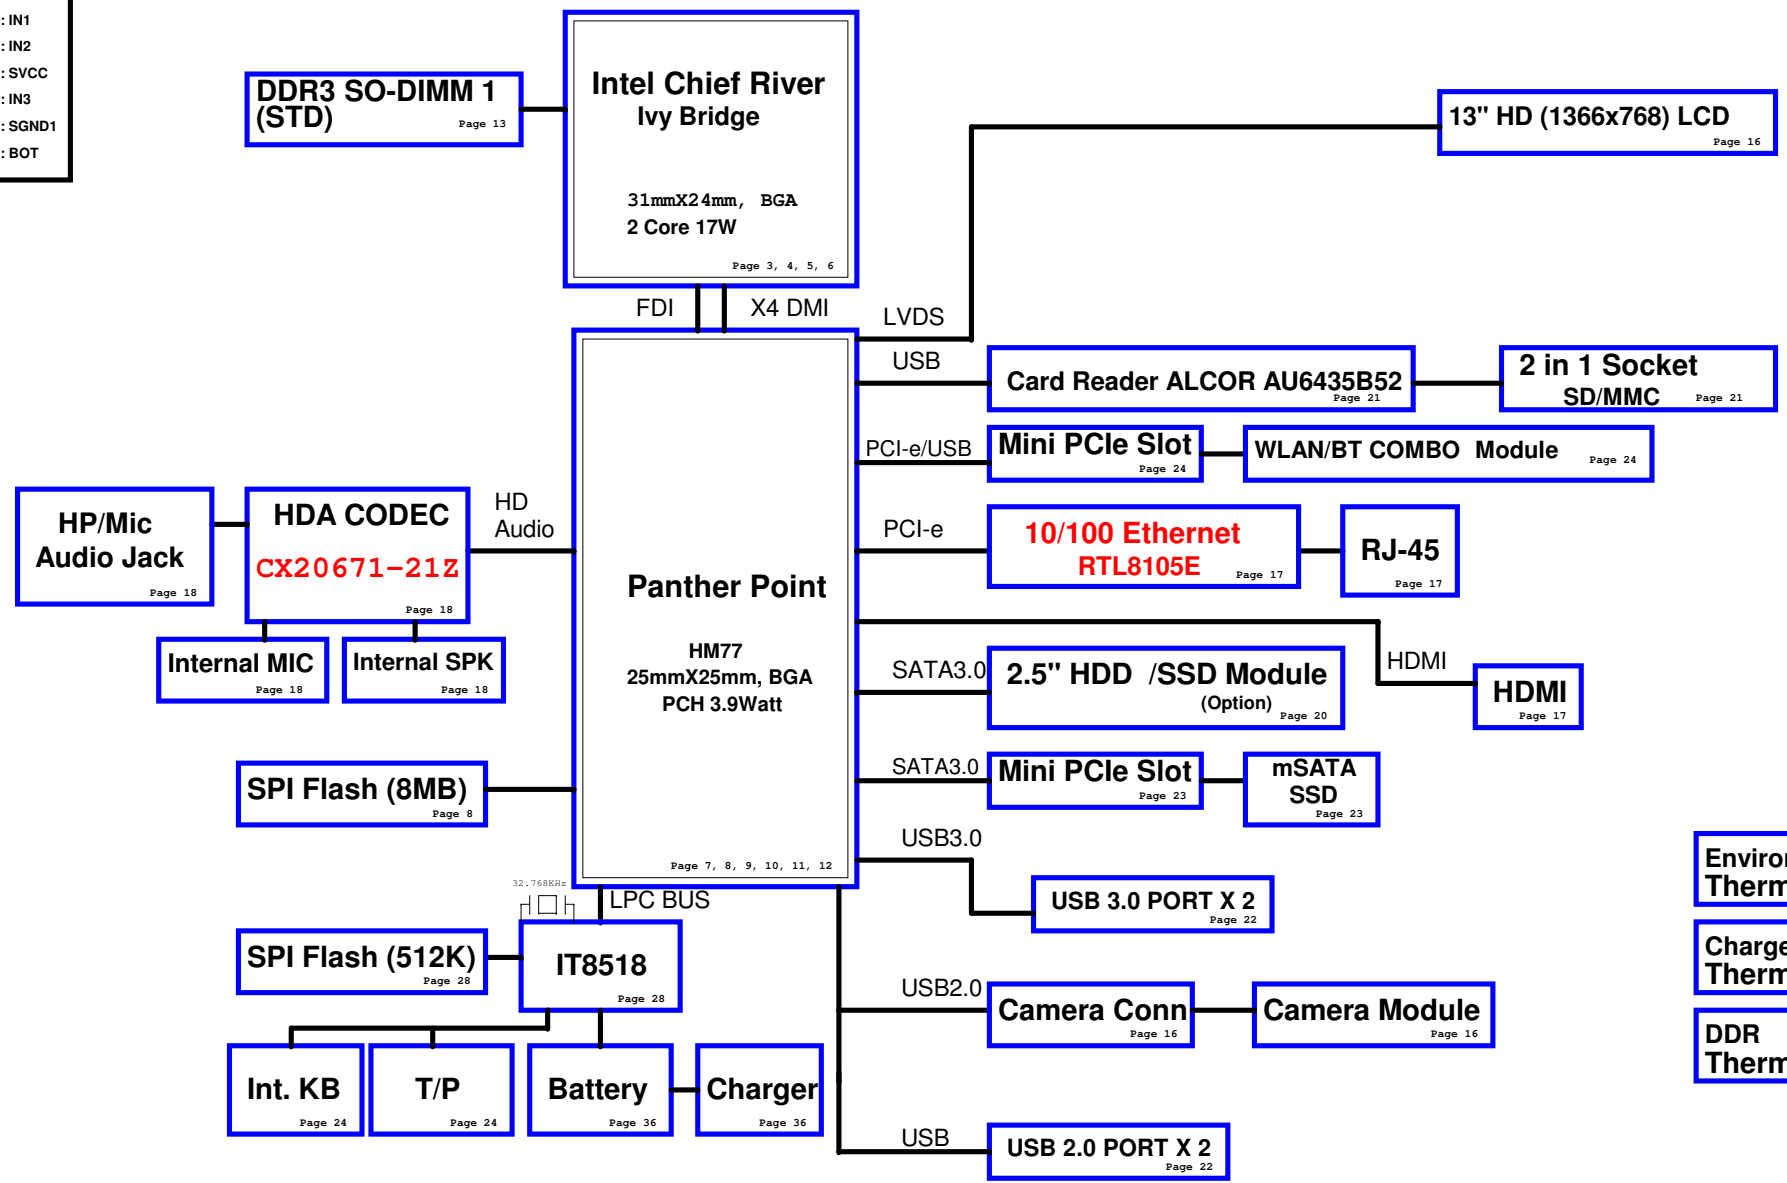 : IN1
: IN2
: SVCC
: IN3
: SGND1
: BOT
DDR3 SO-DIMM 1
(STD)
Page 13
Intel Chief River
Ivy Bridge
31mmX24mm, BGA
2 Core 17W
Page 3, 4, 5, 6
13" HD (1366x768) LCD
Page 16
FDI
X4 DMI
LVDS
USB
Card Reader ALCOR AU6435B52
Page 21
2 in 1 Socket
SD/MMC
Page 21
PCI-e/USB
Mini PCIe Slot
Page 24
WLAN/BT COMBO Module
Page 24
HP/Mic
Audio Jack
Page 18
HDA CODEC
CX20671-21Z
Page 18
HD
Audio
PCI-e
10/100 Ethernet
RTL8105E
Page 17
RJ-45
Page 17
Panther Point
HM77
25mmX25mm, BGA
PCH 3.9Watt
Page 7, 8, 9, 10, 11, 12
Internal MIC
Page 18
Internal SPK
Page 18
SATA3.0
2.5" HDD /SSD Module
(Option)
Page 20
HDMI
HDMI
Page 17
SPI Flash (8MB)
Page 8
SATA3.0
Mini PCIe Slot
Page 23
mSATA
SSD
Page 23
USB3.0
USB 3.0 PORT X 2
Page 22
32.768KHz
LPC BUS
SPI Flash (512K)
Page 28
IT8518
Page 28
USB2.0
Camera Conn
Page 16
Camera Module
Page 16
Int. KB
Page 24
T/P
Page 24
Battery
Page 36
Charger
Page 36
USB
USB 2.0 PORT X 2
Page 22
DDR